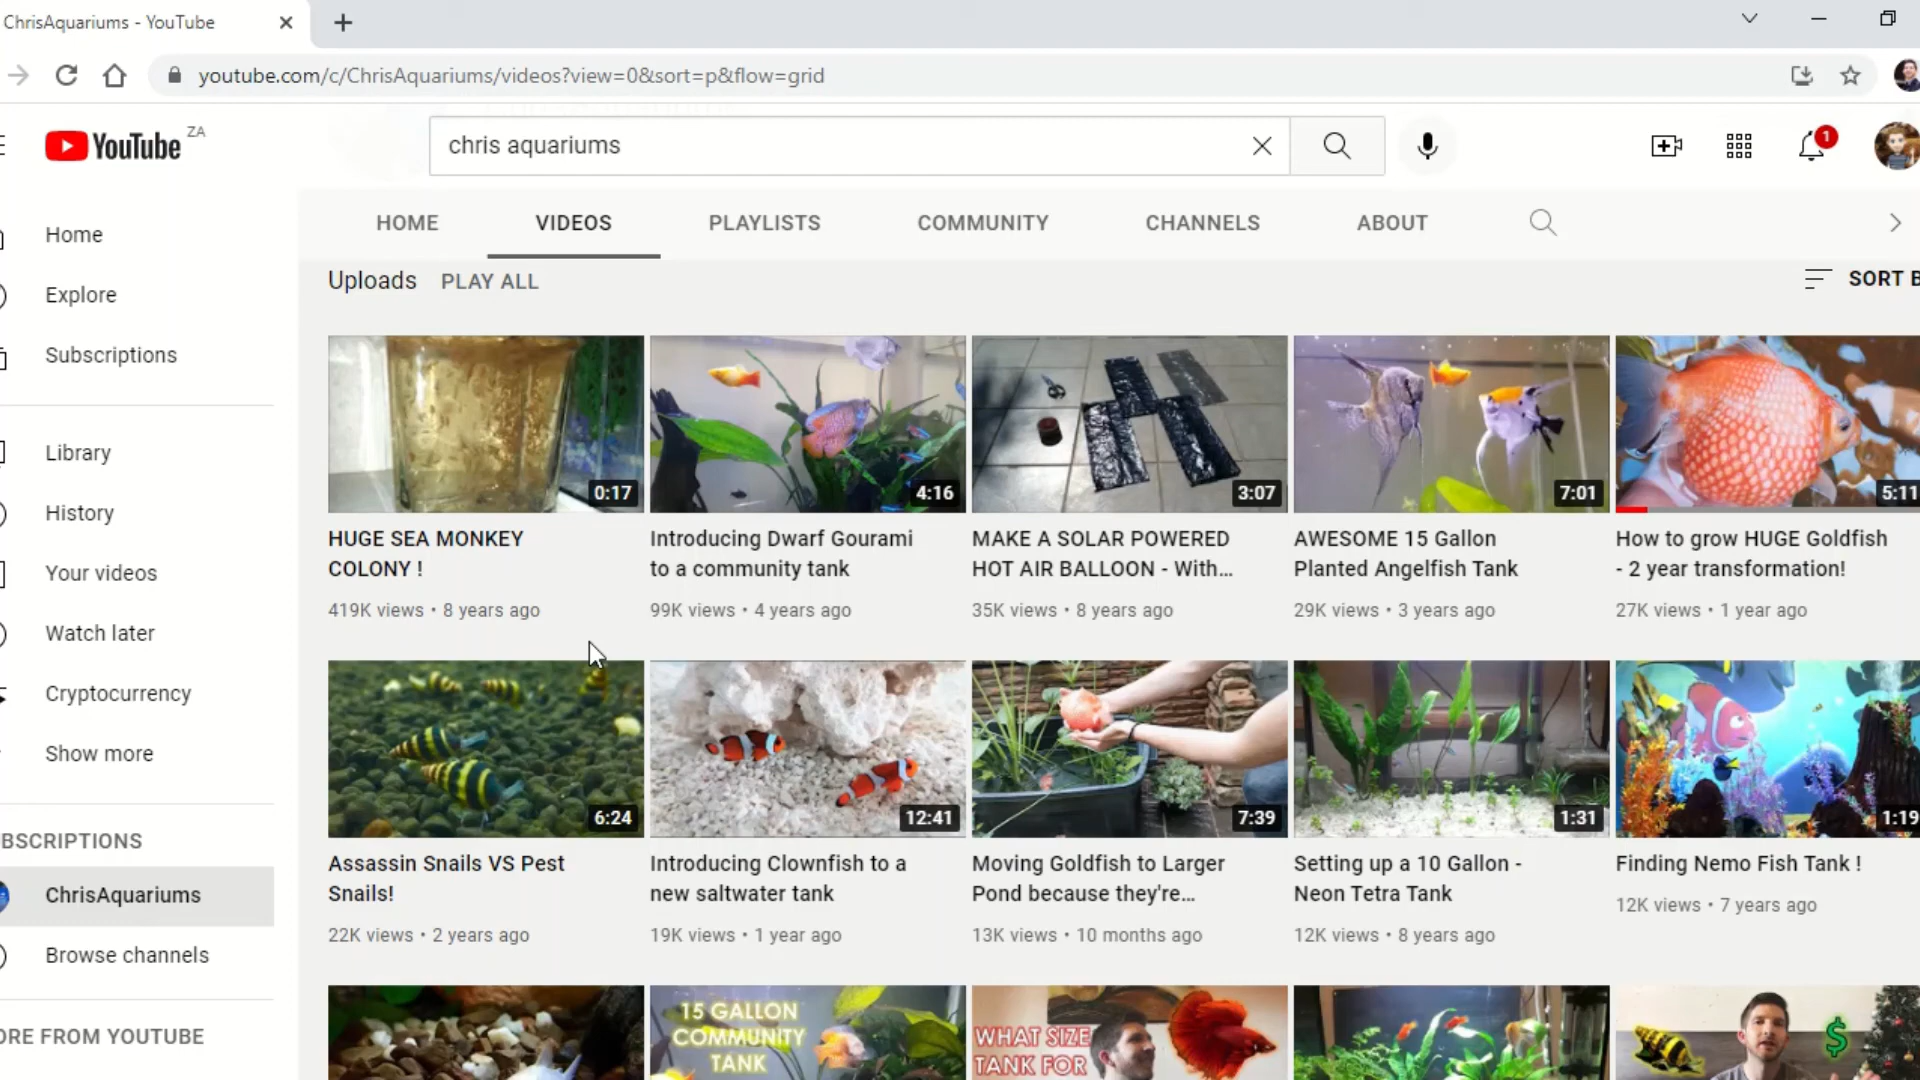 ChrisAquariums - YouTube
youtube.com/c/ChrisAquariums/videos?view=0&sort=p&flow=grid
YouTube ZA
chris aquariums
1
HOME VIDEOS PLAYLISTS COMMUNITY CHANNELS ABOUT
Home
Explore
Subscriptions
Library
History
Your videos
Watch later
Cryptocurrency
Show more
BSCRIPTIONS
ChrisAquariums
Browse channels
ORE FROM YOUTUBE
Uploads PLAY ALL
SORT B
0:17
4:16
3:07
7:01
5:11
HUGE SEA MONKEY
COLONY !
419K views • 8 years ago
Introducing Dwarf Gourami
to a community tank
99K views • 4 years ago
MAKE A SOLAR POWERED
HOT AIR BALLOON - With...
35K views • 8 years ago
AWESOME 15 Gallon
Planted Angelfish Tank
29K views • 3 years ago
How to grow HUGE Goldfish
- 2 year transformation!
27K views • 1 year ago
6:24
12:41
7:39
1:31
1:19
Assassin Snails VS Pest
Snails!
22K views • 2 years ago
Introducing Clownfish to a
new saltwater tank
19K views • 1 year ago
Moving Goldfish to Larger
Pond because they're...
13K views • 10 months ago
Setting up a 10 Gallon -
Neon Tetra Tank
12K views • 8 years ago
Finding Nemo Fish Tank !
12K views • 7 years ago
15 GALLON
COMMUNITY
TANK
WHAT SIZE
TANK FOR
$